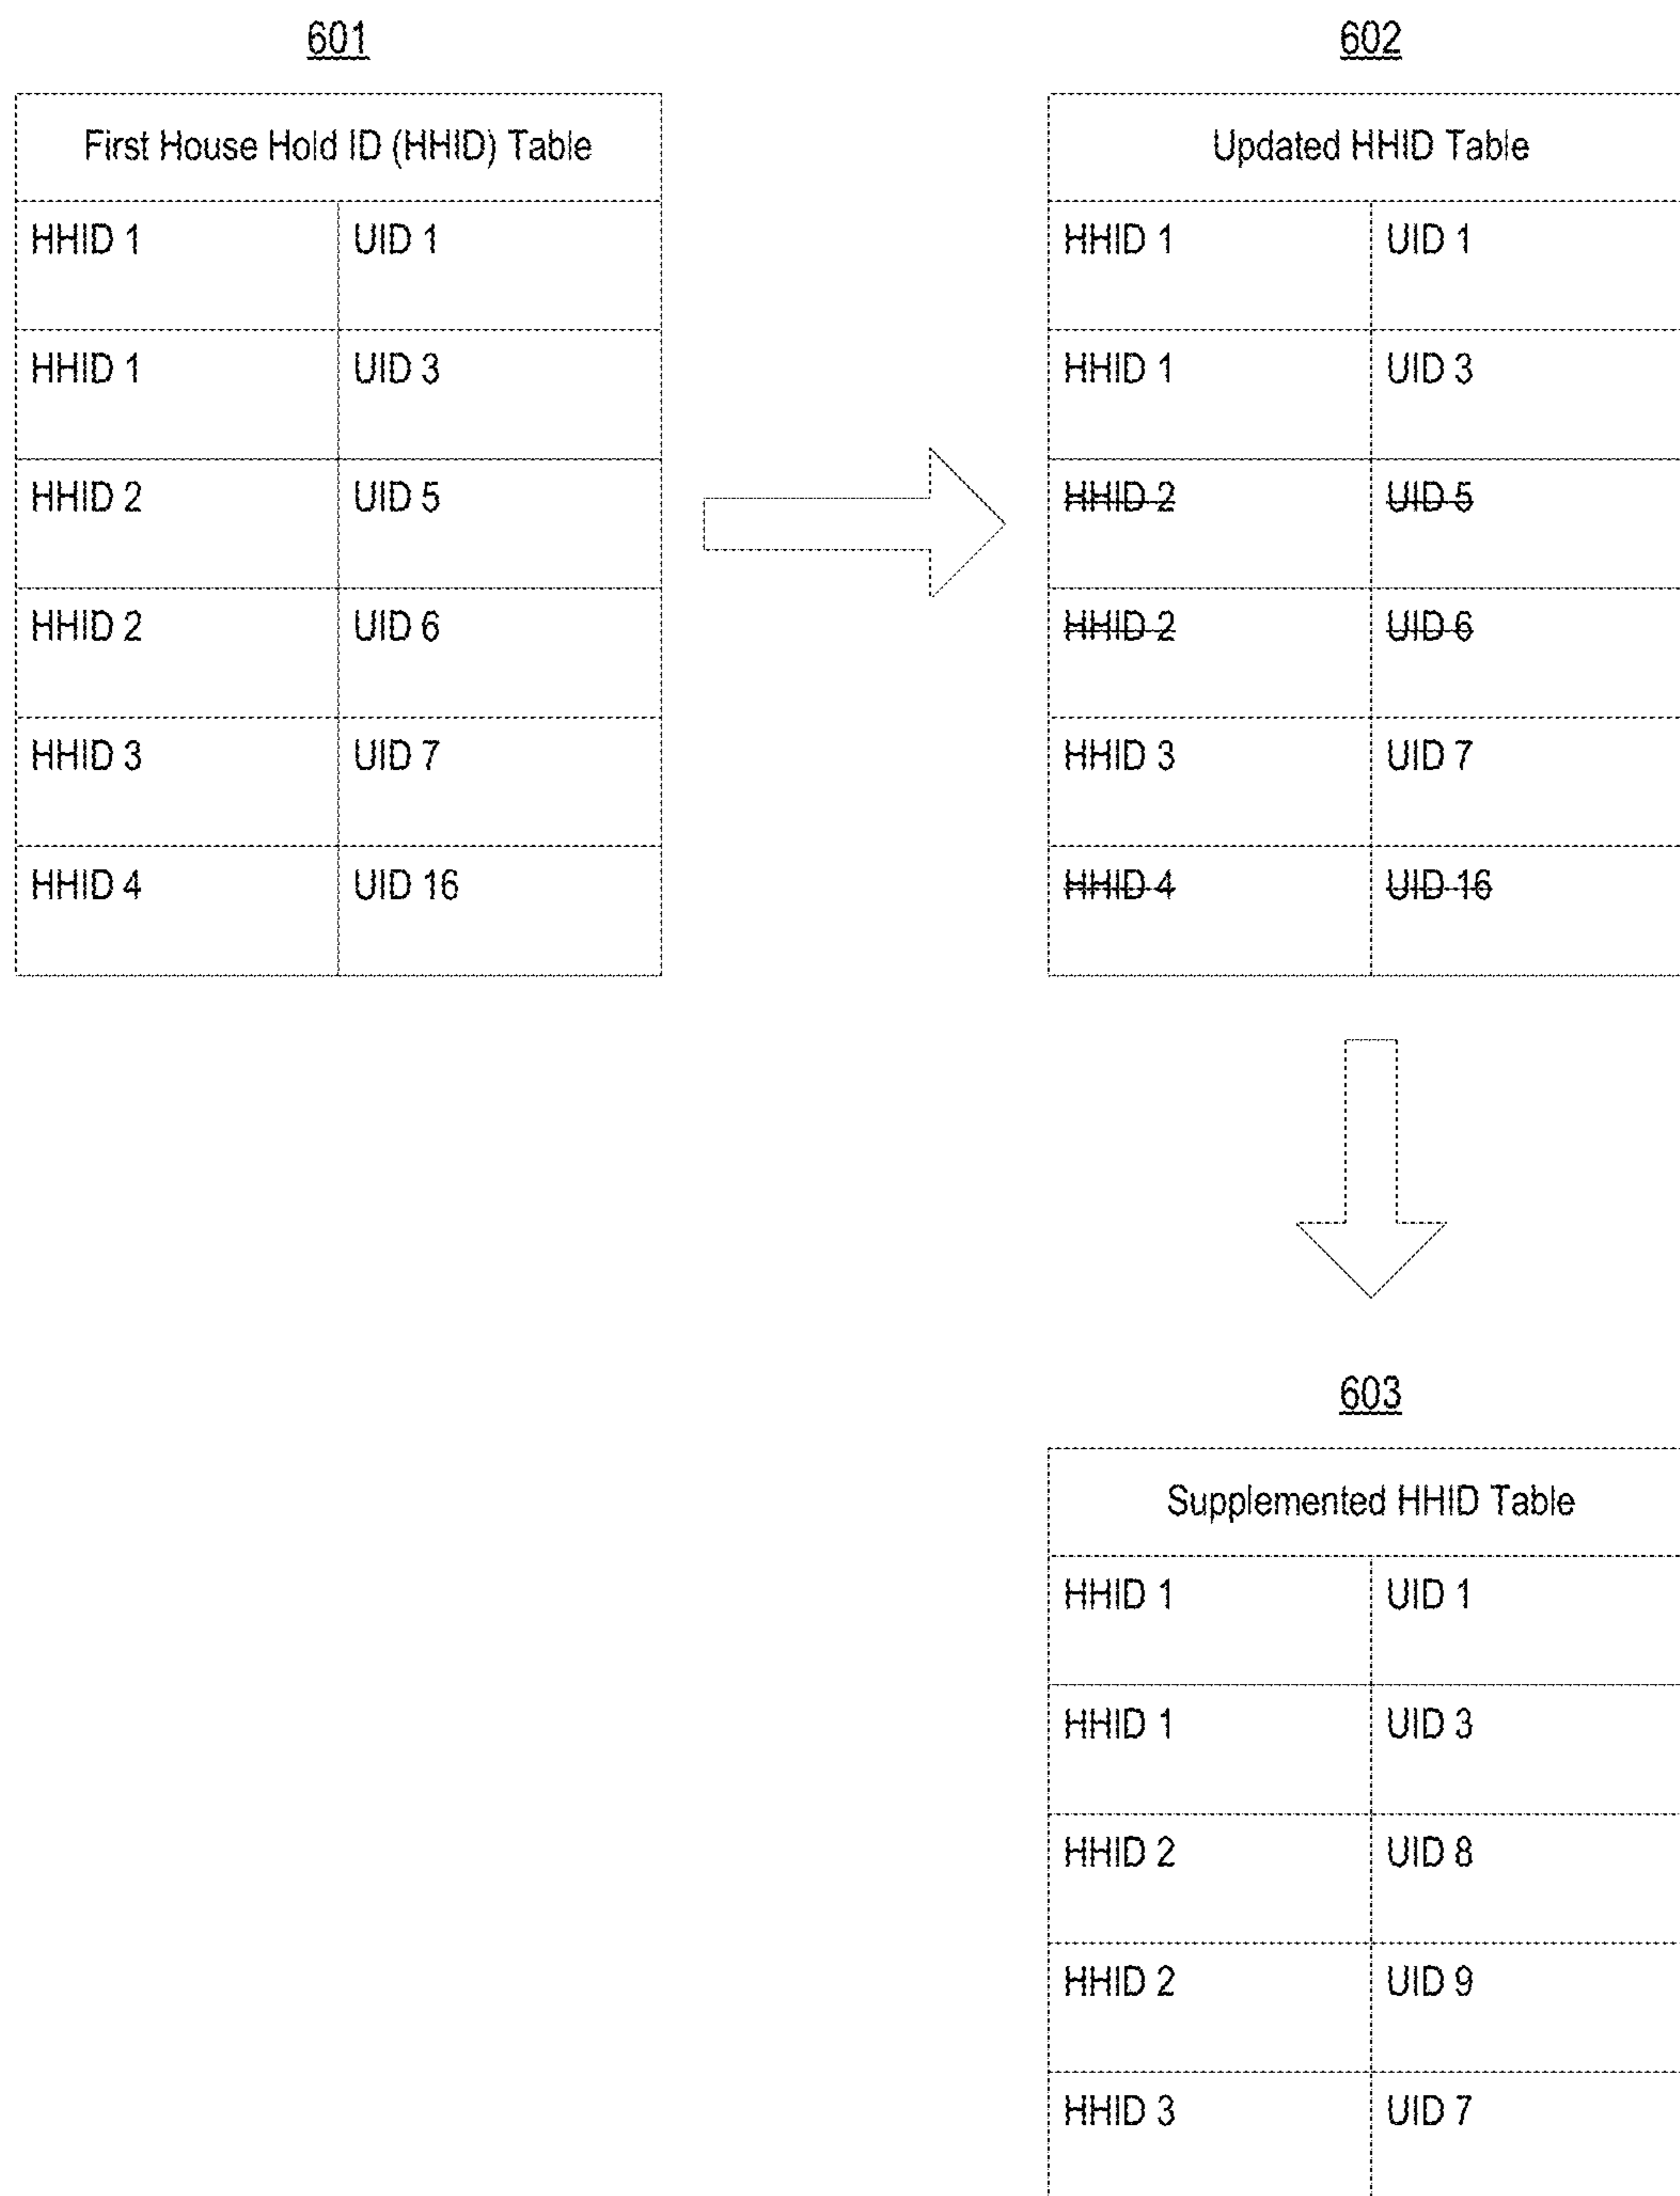 601
First House Hold ID (HHID) Table
HHID 1 UID 1
HHID 1 UID 3
HHID 2 UID 5
HHID 2 UID 6
HHID 3 UID 7
HHID 4 UID 16
602
Updated HHID Table
HHID 1 UID 1
HHID 1 UID 3
HHID 2 UID 5
HHID 2 UID 6
HHID 3 UID 7
HHID 4 UID 16
603
Supplemented HHID Table
HHID 1 UID 1
HHID 1 UID 3
HHID 2 UID 8
HHID 2 UID 9
HHID 3 UID 7